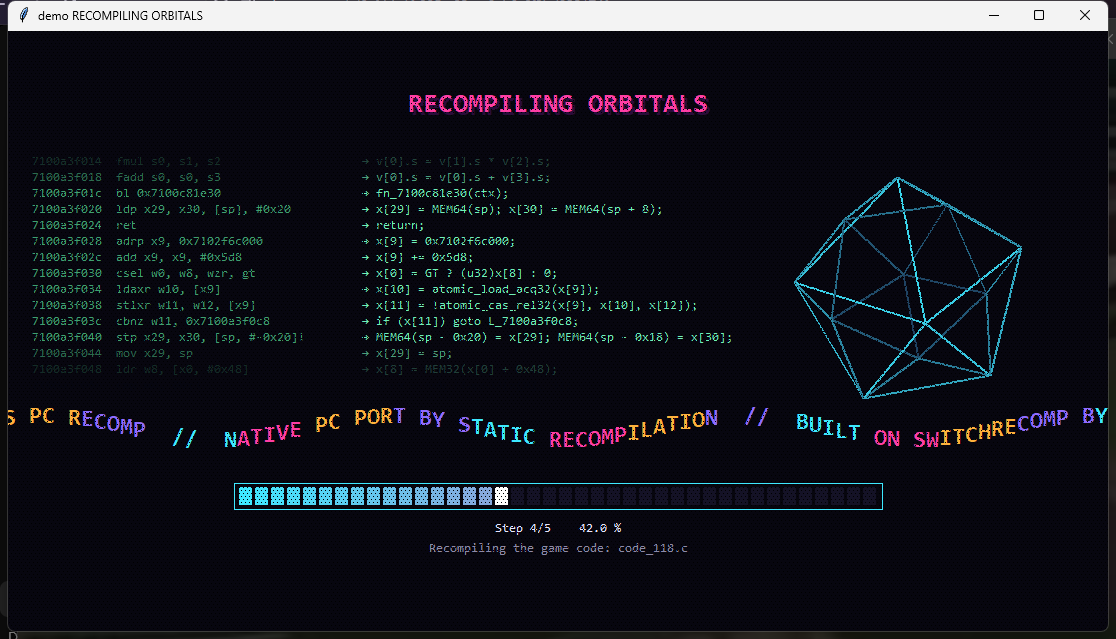 demo RECOMPILING ORBITALS
RECOMPILING ORBITALS
7100a3f014 fmul s0, s1, s2 → v[0].s = v[1].s * v[2].s;
7100a3f018 fadd s0, s0, s3 → v[0].s = v[0].s + v[3].s;
7100a3f01c bl 0x7100c81e30 → fn_7100c81e30(ctx);
7100a3f020 ldp x29, x30, [sp], #0x20 → x[29] = MEM64(sp); x[30] = MEM64(sp + 8);
7100a3f024 ret → return;
7100a3f028 adrp x9, 0x7102f6c000 → x[9] = 0x7102f6c000;
7100a3f02c add x9, x9, #0x5d8 → x[9] += 0x5d8;
7100a3f030 csel w0, w8, wzr, gt → x[0] = GT ? (u32)x[8] : 0;
7100a3f034 ldaxr w10, [x9] → x[10] = atomic_load_acq32(x[9]);
7100a3f038 stlxr w11, w12, [x9] → x[11] = !atomic_cas_rel32(x[9], x[10], x[12]);
7100a3f03c cbnz w11, 0x7100a3f0c8 → if (x[11]) goto L_7100a3f0c8;
7100a3f040 stp x29, x30, [sp, #-0x20]! → MEM64(sp - 0x20) = x[29]; MEM64(sp - 0x18) = x[30];
7100a3f044 mov x29, sp → x[29] = sp;
7100a3f048 ldr w8, [x0, #0x48] → x[8] = MEM32(x[0] + 0x48);
S PC RECOMP // NATIVE PC PORT BY STATIC RECOMPILATION // BUILT ON SWITCHRECOMP BY
Step 4/5 42.0 %
Recompiling the game code: code_118.c